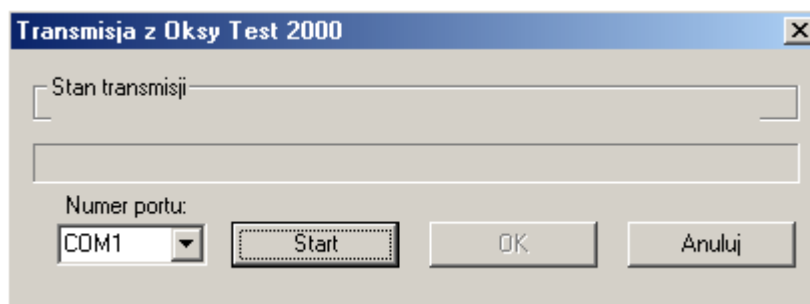 Transmisja z Oksy Test 2000
Stan transmisji
Numer portu:
COM1
Start
OK
Anuluj